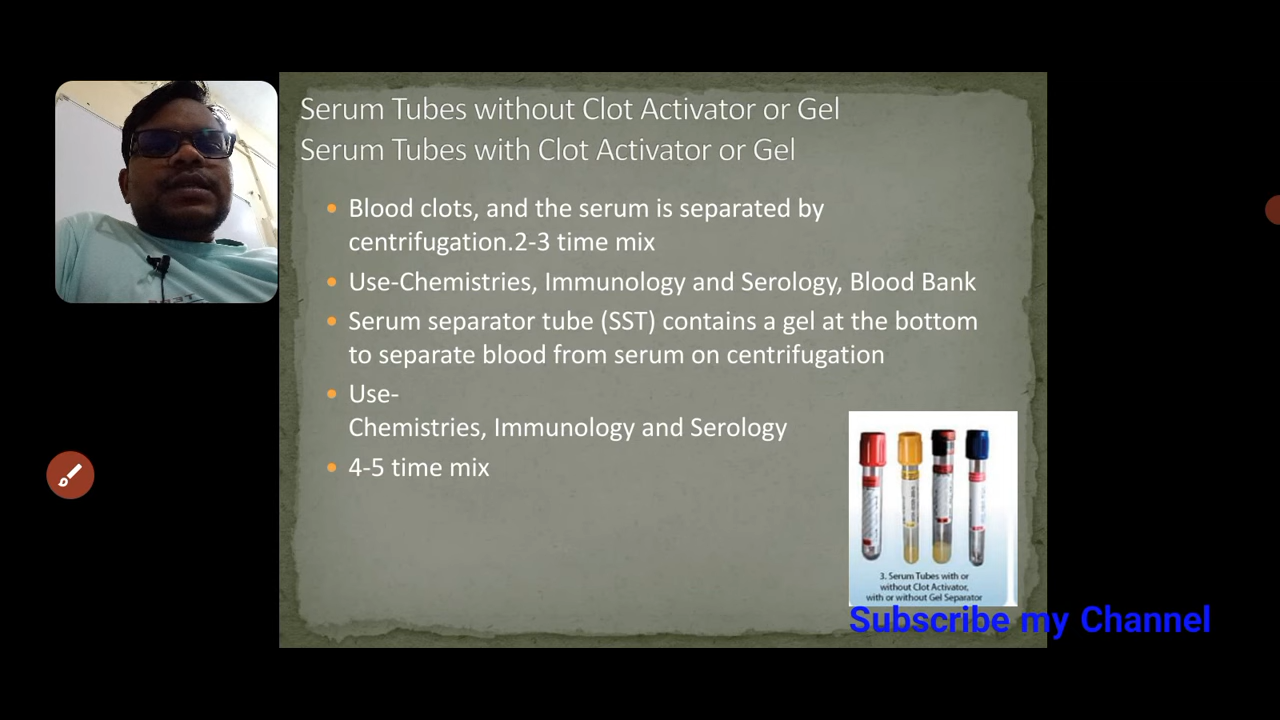 Serum Tubes without Clot Activator or Gel
Serum Tubes with Clot Activator or Gel
• Blood clots, and the serum is separated by
centrifugation.2-3 time mix
• Use-Chemistries, Immunology and Serology, Blood Bank
• Serum separator tube (SST) contains a gel at the bottom
to separate blood from serum on centrifugation
• Use-
Chemistries, Immunology and Serology
• 4-5 time mix
3. Serum Tubes with or
without Clot Activator,
with or without Gel Separator
Subscribe my Channel